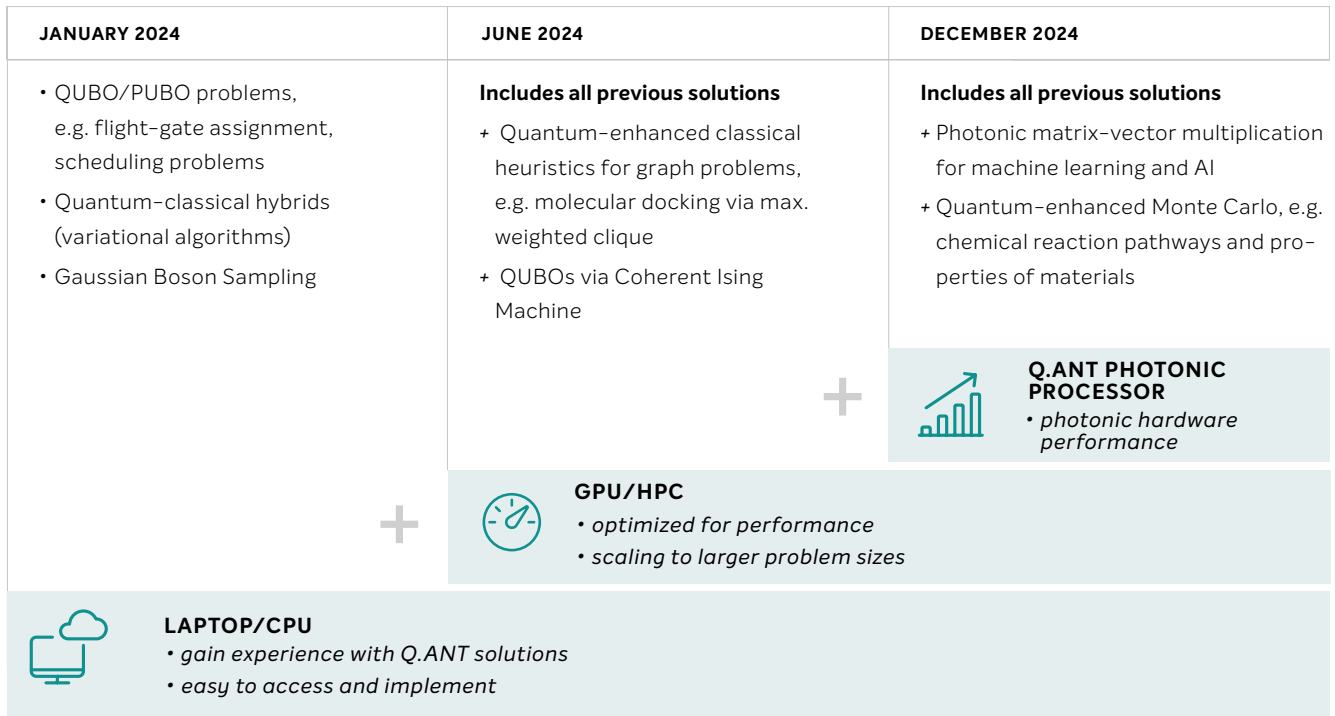 JANUARY 2024
• QUBO/PUBO problems,
e.g. flight-gate assignment,
scheduling problems
• Quantum-classical hybrids
(variational algorithms)
• Gaussian Boson Sampling
JUNE 2024
Includes all previous solutions
+ Quantum-enhanced classical
heuristics for graph problems,
e.g. molecular docking via max.
weighted clique
+ QUBOs via Coherent Ising
Machine
DECEMBER 2024
Includes all previous solutions
+ Photonic matrix-vector multiplication
for machine learning and AI
+ Quantum-enhanced Monte Carlo, e.g.
chemical reaction pathways and pro-
perties of materials
+
Q.ANT PHOTONIC
PROCESSOR
• photonic hardware
performance
+
GPU/HPC
• optimized for performance
• scaling to larger problem sizes
LAPTOP/CPU
• gain experience with Q.ANT solutions
• easy to access and implement